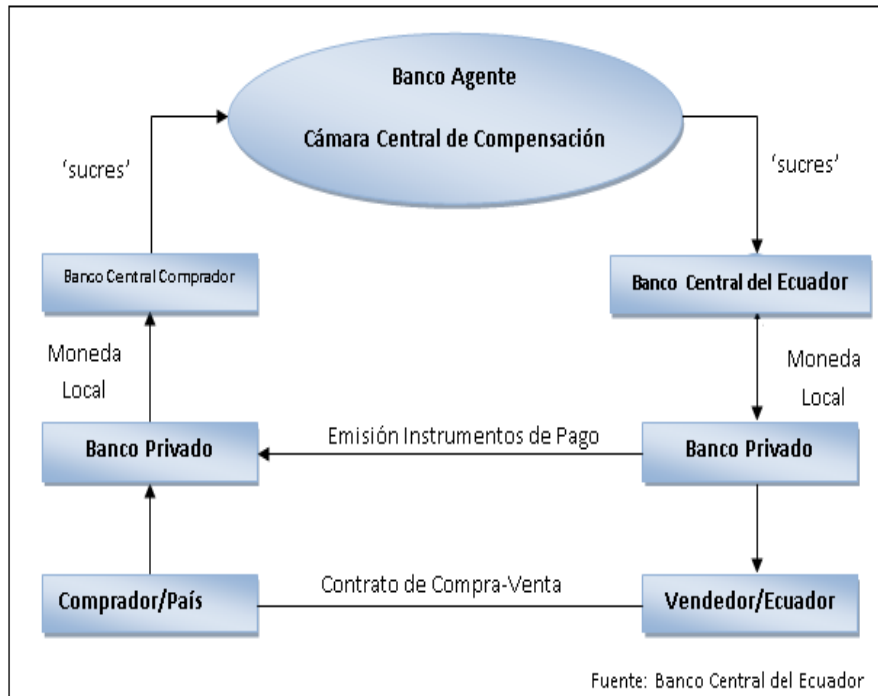 Banco Agente
Cámara Central de Compensación
‘sucres’
‘sucres’
Banco Central Comprador
Banco Central del Ecuador
Moneda
Local
Moneda
Local
Banco Privado
Emisión Instrumentos de Pago
Banco Privado
Comprador/País
Contrato de Compra-Venta
Vendedor/Ecuador
Fuente: Banco Central del Ecuador